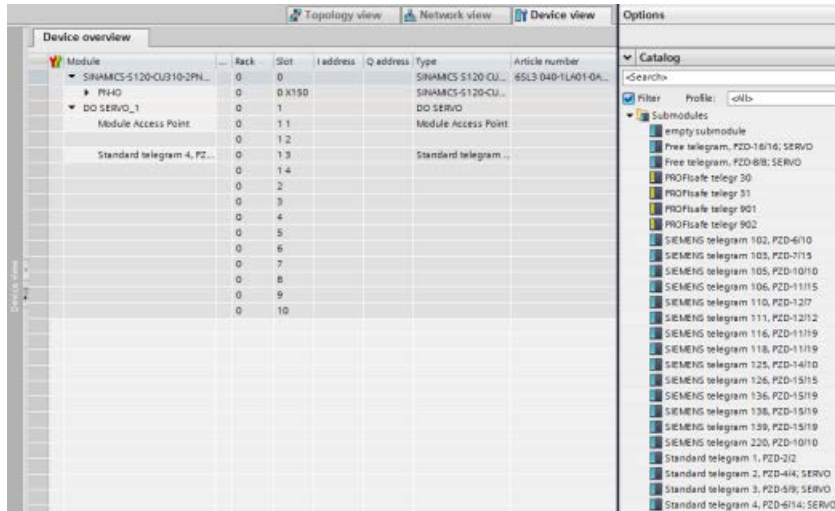 Topology view Network view Device view Options
Device overview
Module ... Rack Slot I address Q address Type Article number
Catalog
SINAMICS-S120-CU310-2PN... 0 0 SINAMICS S120 CU... 6SL3 040-1LA01-0A...
<Search>
PN-IO 0 0 X150 SINAMICS-S120-CU...
Filter Profile: <All>
DO SERVO_1 0 1 DO SERVO
Submodules
Module Access Point 0 1 1 Module Access Point
empty submodule
0 1 2
Free telegram, PZD-16/16; SERVO
Standard telegram 4, PZ... 0 1 3 Standard telegram ...
Free telegram, PZD-8/8; SERVO
0 1 4
PROFIsafe telegr 30
0 2
PROFIsafe telegr 31
0 3
PROFIsafe telegr 901
0 4
PROFIsafe telegr 902
0 5
SIEMENS telegram 102, PZD-6/10
0 6
SIEMENS telegram 103, PZD-7/15
0 7
SIEMENS telegram 105, PZD-10/10
0 8
SIEMENS telegram 106, PZD-11/15
0 9
SIEMENS telegram 110, PZD-12/7
0 10
SIEMENS telegram 111, PZD-12/12
SIEMENS telegram 116, PZD-11/19
SIEMENS telegram 118, PZD-11/19
SIEMENS telegram 125, PZD-14/10
SIEMENS telegram 126, PZD-15/15
SIEMENS telegram 136, PZD-15/19
SIEMENS telegram 138, PZD-15/19
SIEMENS telegram 139, PZD-15/19
SIEMENS telegram 220, PZD-10/10
Standard telegram 1, PZD-2/2
Standard telegram 2, PZD-4/4; SERVO
Standard telegram 3, PZD-5/9; SERVO
Standard telegram 4, PZD-6/14; SERVO
Device view